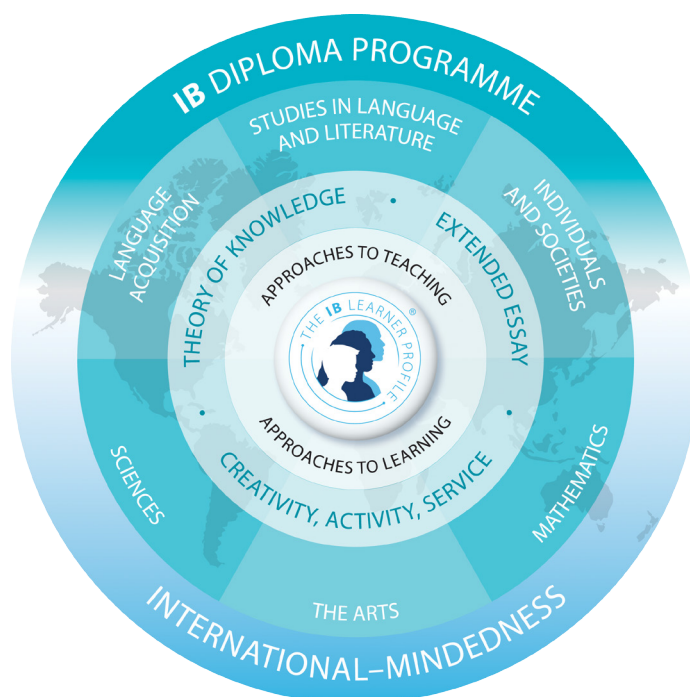 IB DIPLOMA PROGRAMME
STUDIES IN LANGUAGE
AND LITERATURE
LANGUAGE
ACQUISITION
INDIVIDUALS
AND SOCIETIES
THEORY OF KNOWLEDGE
EXTENDED ESSAY
APPROACHES TO TEACHING
• THE IB LEARNER PROFILE •
®
APPROACHES TO LEARNING
CREATIVITY, ACTIVITY, SERVICE
SCIENCES
MATHEMATICS
THE ARTS
INTERNATIONAL–MINDEDNESS